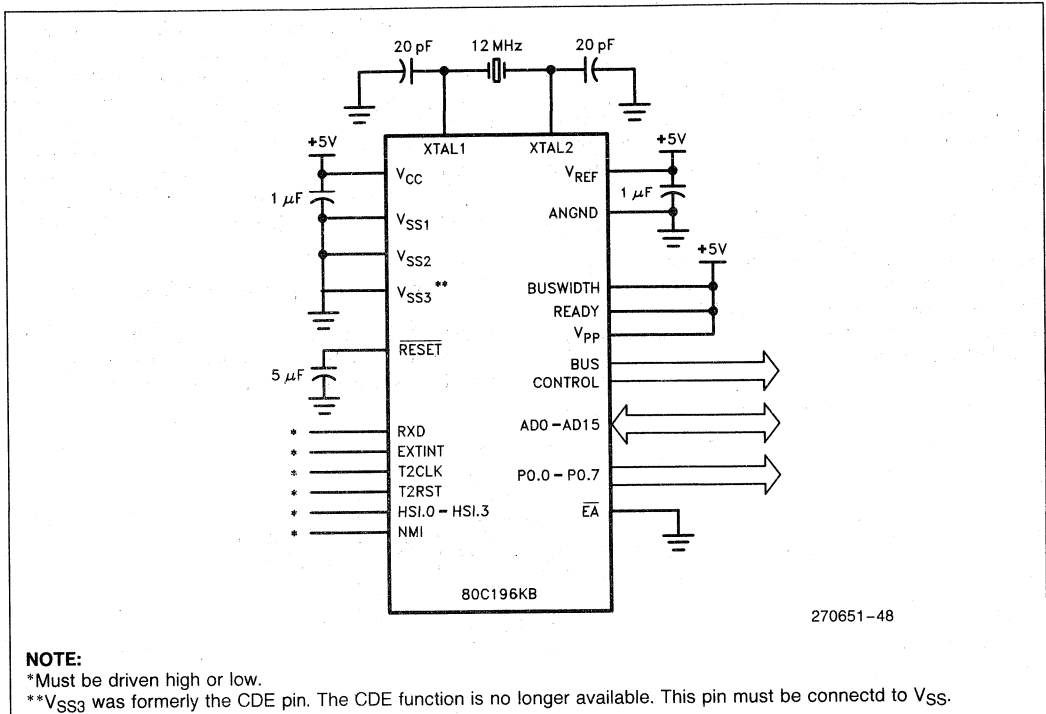 20 pF 12 MHz 20 pF
XTAL1 XTAL2
+5V
VCC
1 μF
VSS1
VSS2
VSS3 **
RESET
5 μF
* RXD
* EXTINT
* T2CLK
* T2RST
* HSI.0 – HSI.3
* NMI
+5V
VREF
1 μF
ANGND
+5V
BUSWIDTH
READY
VPP
BUS
CONTROL
AD0 – AD15
P0.0 – P0.7
EA
80C196KB
270651–48
NOTE:
*Must be driven high or low.
**VSS3 was formerly the CDE pin. The CDE function is no longer available. This pin must be connectd to VSS.